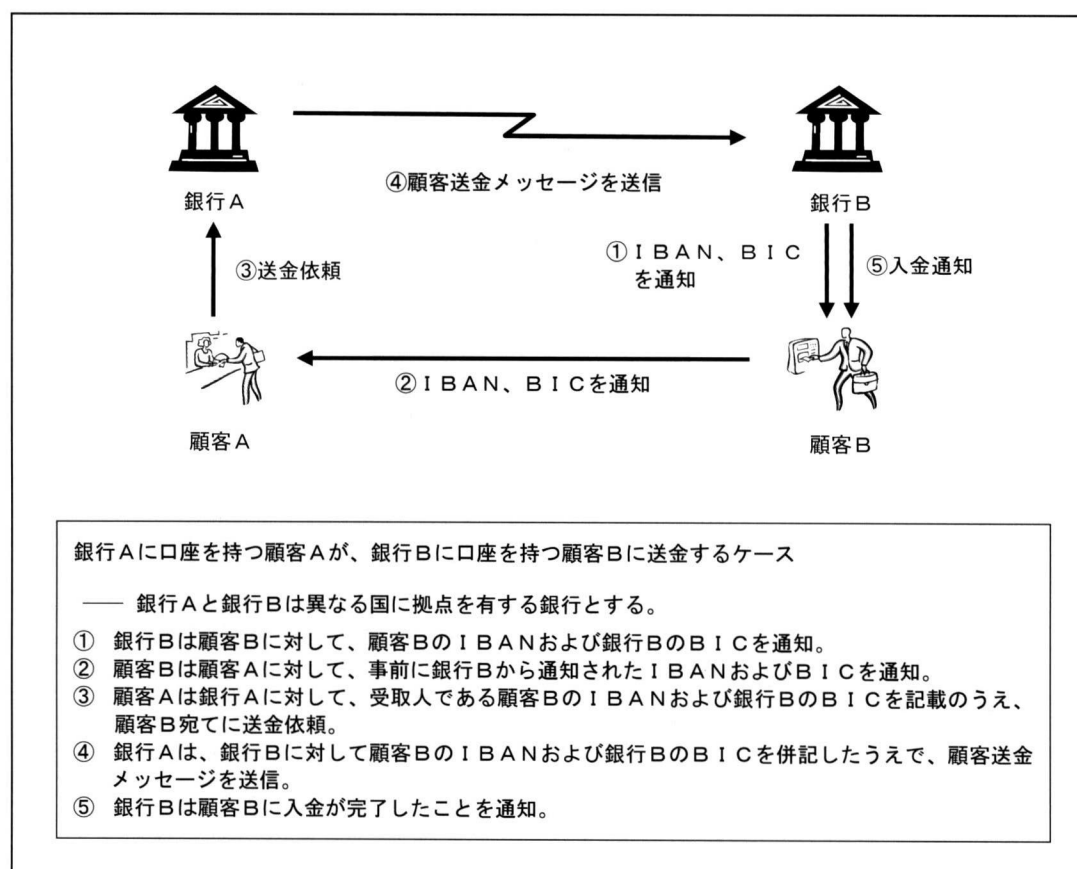 ④顧客送金メッセージを送信
銀行A
銀行B
①IBAN、BIC
を通知
⑤入金通知
③送金依頼
②IBAN、BICを通知
顧客A
顧客B
銀行Aに口座を持つ顧客Aが、銀行Bに口座を持つ顧客Bに送金するケース
―― 銀行Aと銀行Bは異なる国に拠点を有する銀行とする。
① 銀行Bは顧客Bに対して、顧客BのIBANおよび銀行BのBICを通知。
② 顧客Bは顧客Aに対して、事前に銀行Bから通知されたIBANおよびBICを通知。
③ 顧客Aは銀行Aに対して、受取人である顧客BのIBANおよび銀行BのBICを記載のうえ、
顧客B宛てに送金依頼。
④ 銀行Aは、銀行Bに対して顧客BのIBANおよび銀行BのBICを併記したうえで、顧客送金
メッセージを送信。
⑤ 銀行Bは顧客Bに入金が完了したことを通知。